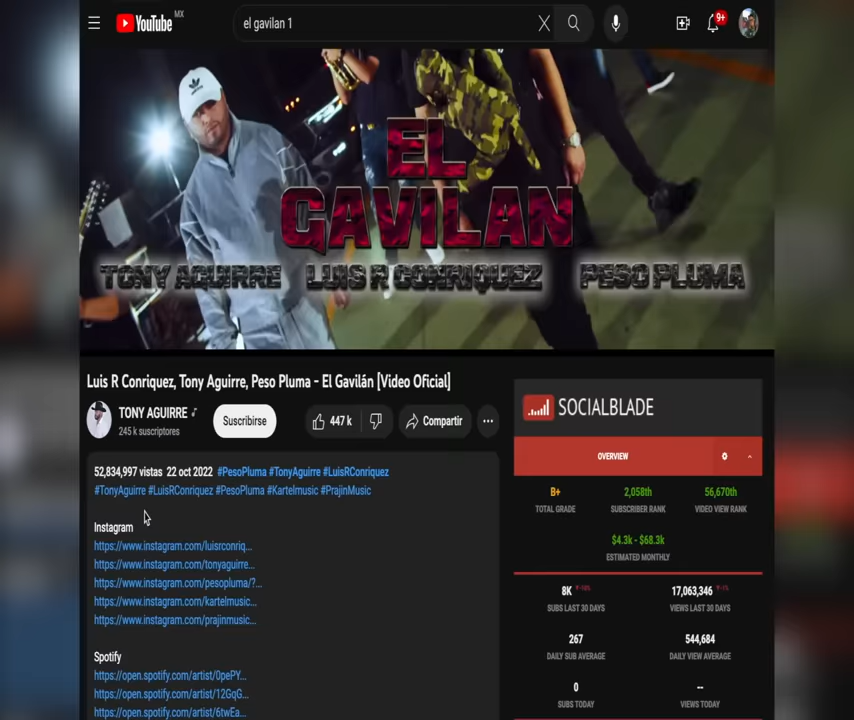 YouTube MX
el gavilan 1
9+
EL
GAVILAN
TONY AGUIRRE LUIS R CONRIQUEZ PESO PLUMA
Luis R Conriquez, Tony Aguirre, Peso Pluma - El Gavilán [Video Oficial]
TONY AGUIRRE
245 k suscriptores
Suscribirse
447 k
Compartir
52,834,997 vistas 22 oct 2022 #PesoPluma #TonyAguirre #LuisRConriquez
#TonyAguirre #LuisRConriquez #PesoPluma #Kartelmusic #PrajinMusic
Instagram
https://www.instagram.com/luisrconriq...
https://www.instagram.com/tonyaguirre...
https://www.instagram.com/pesopluma/?...
https://www.instagram.com/kartelmusic...
https://www.instagram.com/prajinmusic...
Spotify
https://open.spotify.com/artist/0pePY...
https://open.spotify.com/artist/12GqG...
https://open.spotify.com/artist/6twEa...
SOCIALBLADE
OVERVIEW
B+ 2,058th 56,670th
TOTAL GRADE SUBSCRIBER RANK VIDEO VIEW RANK
$4.3k - $68.3k
ESTIMATED MONTHLY
8K 17,063,346
SUBS LAST 30 DAYS VIEWS LAST 30 DAYS
267 544,684
DAILY SUB AVERAGE DAILY VIEW AVERAGE
0 --
SUBS TODAY VIEWS TODAY